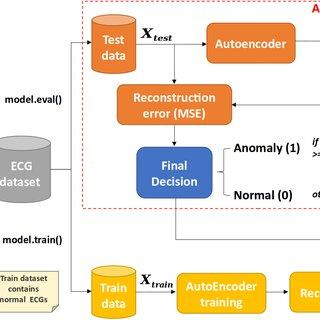 A
Test
data
X_test
Autoencoder
model.eval()
Reconstruction
error (MSE)
ECG
dataset
Final
Decision
Anomaly (1)
if
>=
Normal (0)
model.train()
Train dataset
contains
normal ECGs
Train
data
X_train
AutoEncoder
training
Rec